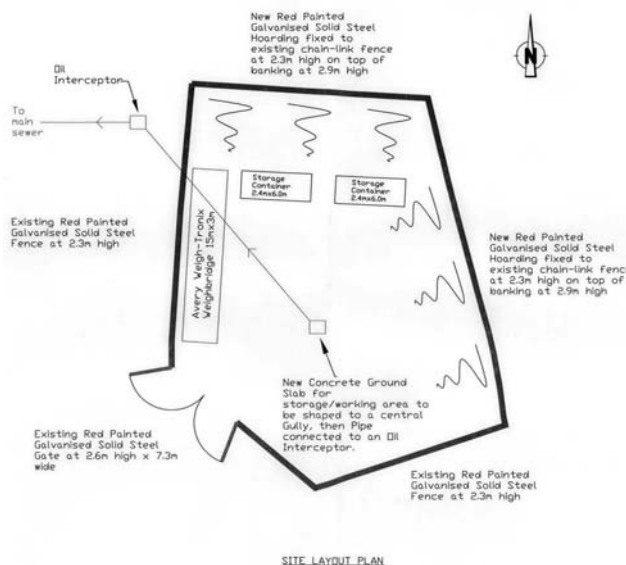 New Red Painted
Galvanised Solid Steel
Hoarding fixed to
existing chain-link fence
at 2.3m high on top of
banking at 2.9m high
N
Oil
Interceptor
To
main
sewer
Storage
Container
2.4mx6.0m
Storage
Container
2.4mx6.0m
Avery Weigh-Tronix
Weighbridge 15mx3m
Existing Red Painted
Galvanised Solid Steel
Fence at 2.3m high
New Red Painted
Galvanised Solid Steel
Hoarding fixed to
existing chain-link fence
at 2.3m high on top of
banking at 2.9m high
New Concrete Ground
Slab for
storage/working area to
be shaped to a central
Gully, then Pipe
connected to an Oil
Interceptor.
Existing Red Painted
Galvanised Solid Steel
Gate at 2.6m high x 7.3m
wide
Existing Red Painted
Galvanised Solid Steel
Fence at 2.3m high
SITE LAYOUT PLAN